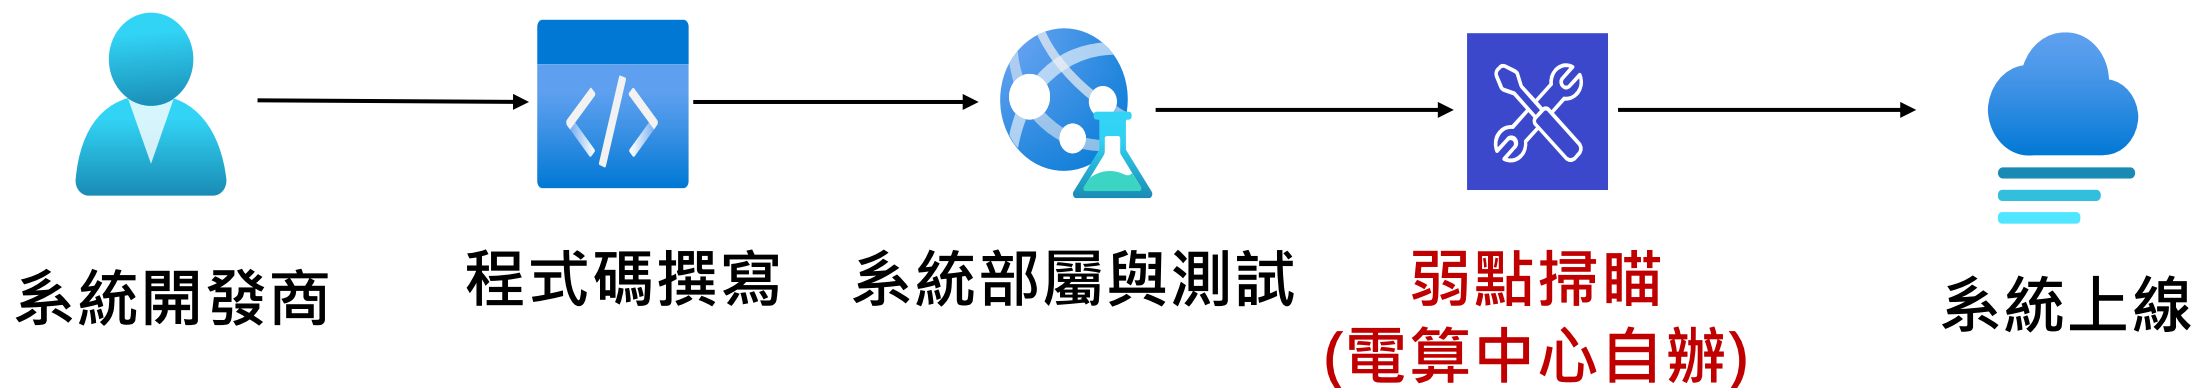 系統開發商
程式碼撰寫
系統部屬與測試
弱點掃瞄
(電算中心自辦)
系統上線